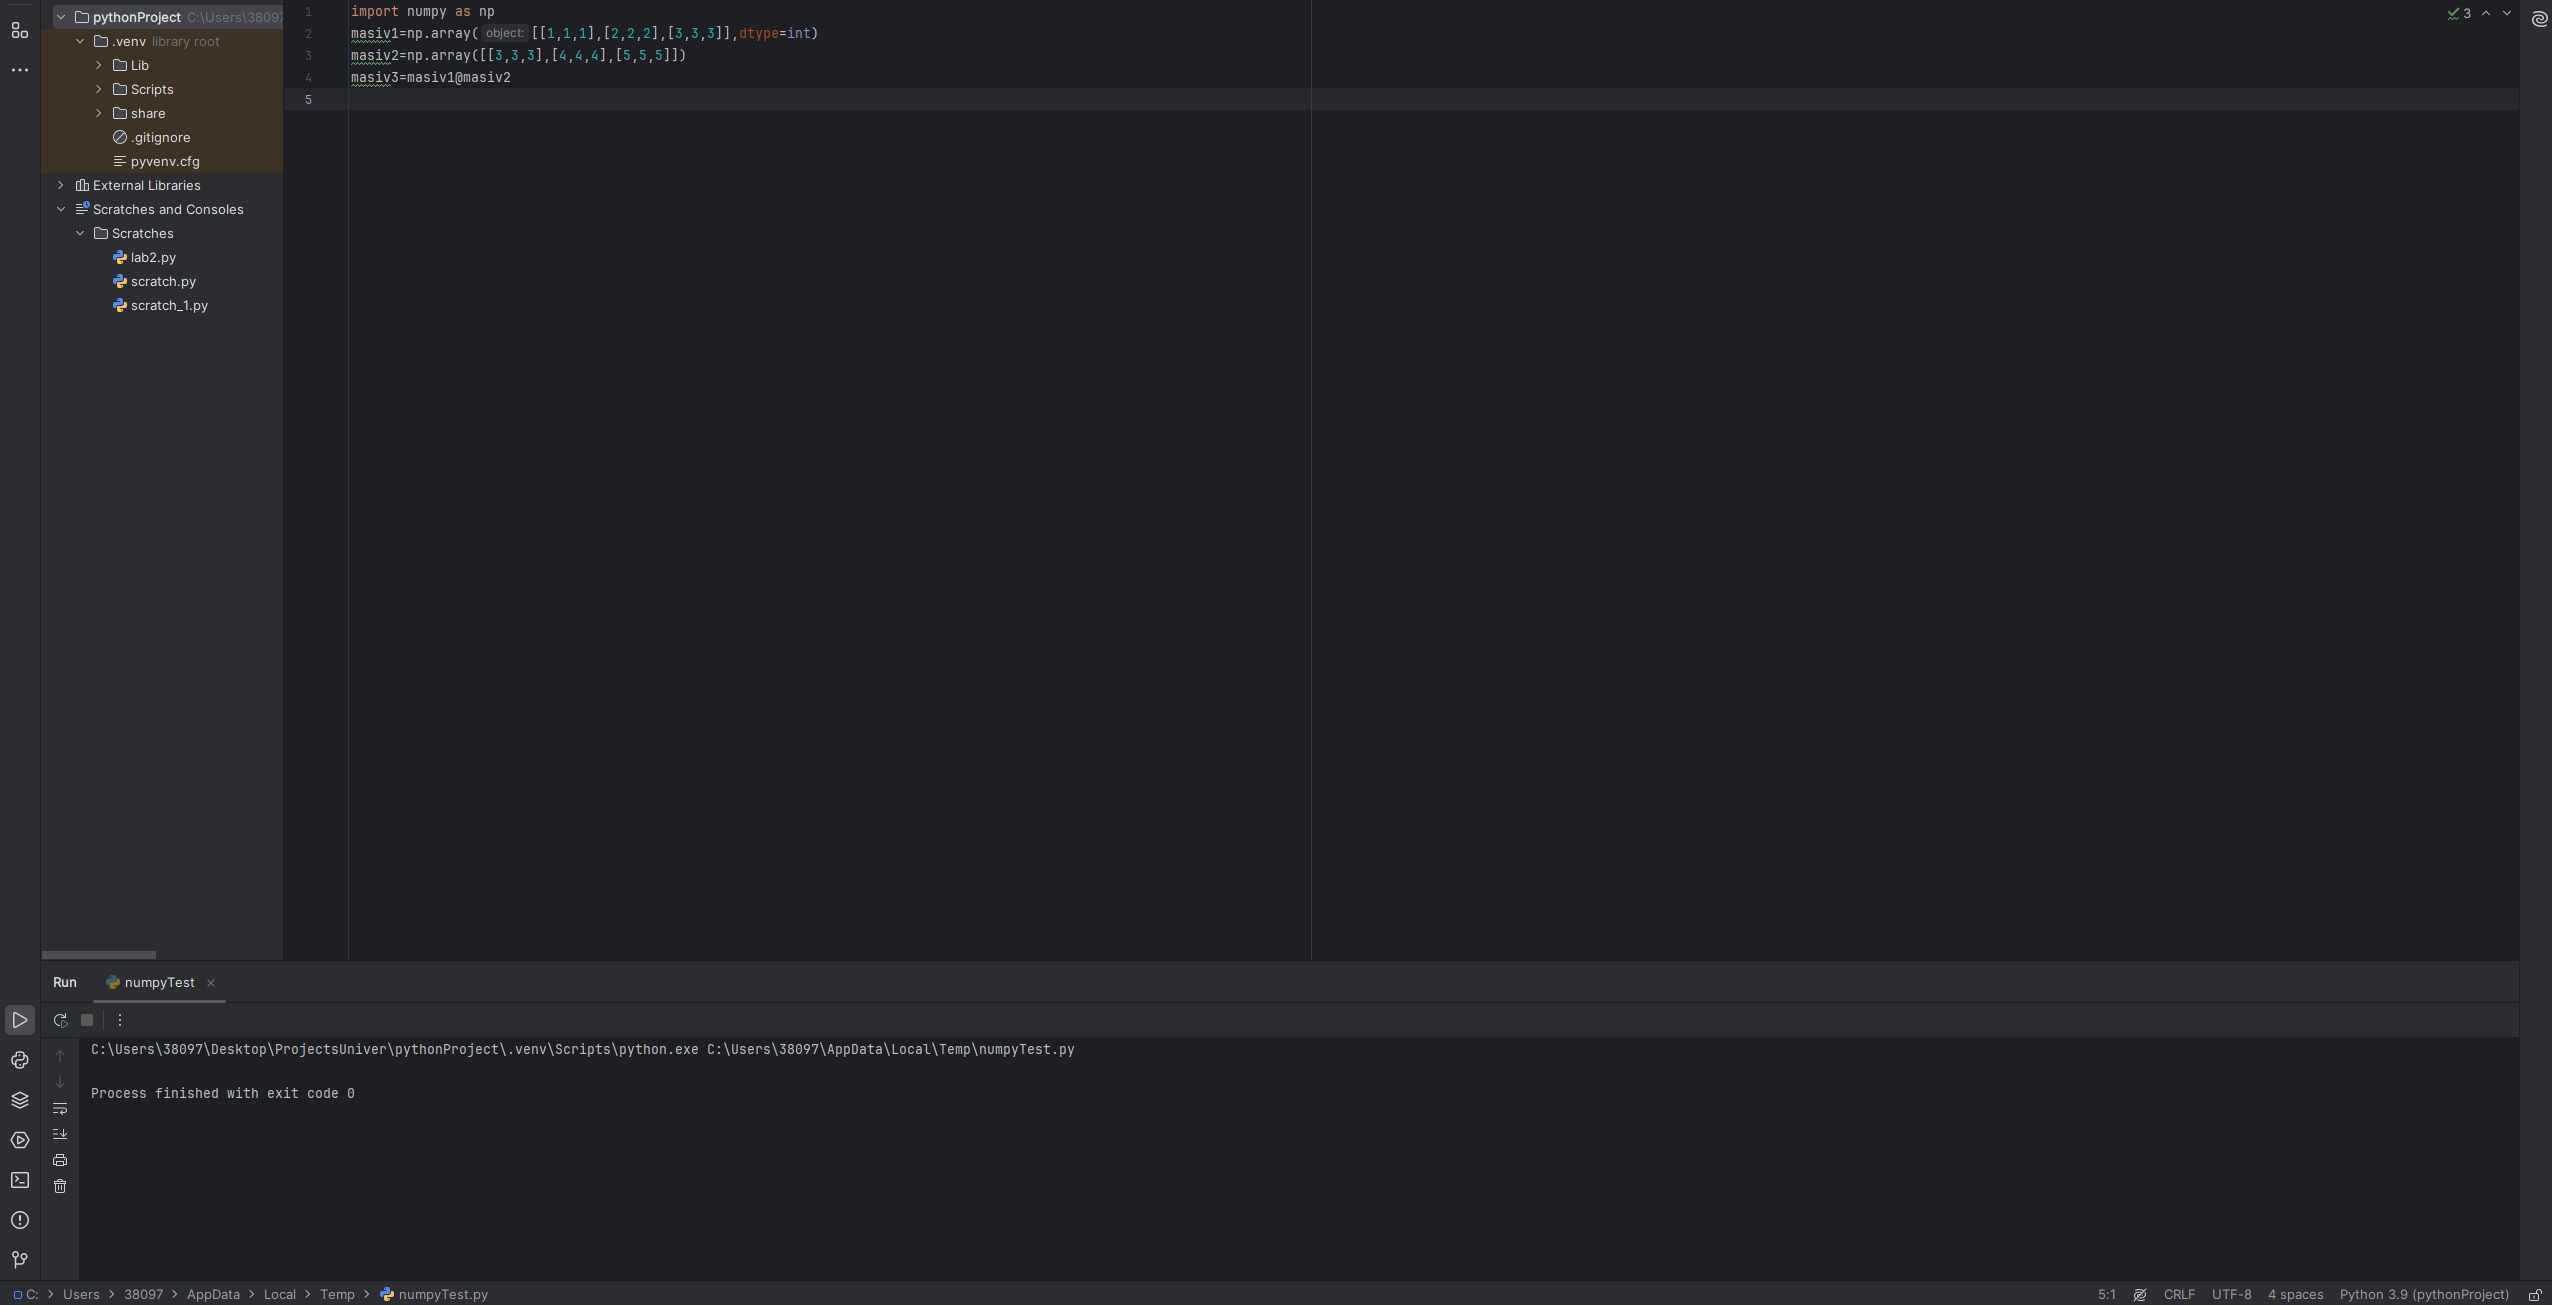 pythonProject C:\Users\38097
.venv library root
Lib
Scripts
share
.gitignore
pyvenv.cfg
External Libraries
Scratches and Consoles
Scratches
lab2.py
scratch.py
scratch_1.py
1 import numpy as np
2 masiv1=np.array( object: [[1,1,1],[2,2,2],[3,3,3]],dtype=int)
3 masiv2=np.array([[3,3,3],[4,4,4],[5,5,5]])
4 masiv3=masiv1@masiv2
5
3
Run numpyTest
C:\Users\38097\Desktop\ProjectsUniver\pythonProject\.venv\Scripts\python.exe C:\Users\38097\AppData\Local\Temp\numpyTest.py
Process finished with exit code 0
C: > Users > 38097 > AppData > Local > Temp > numpyTest.py
5:1 CRLF UTF-8 4 spaces Python 3.9 (pythonProject)